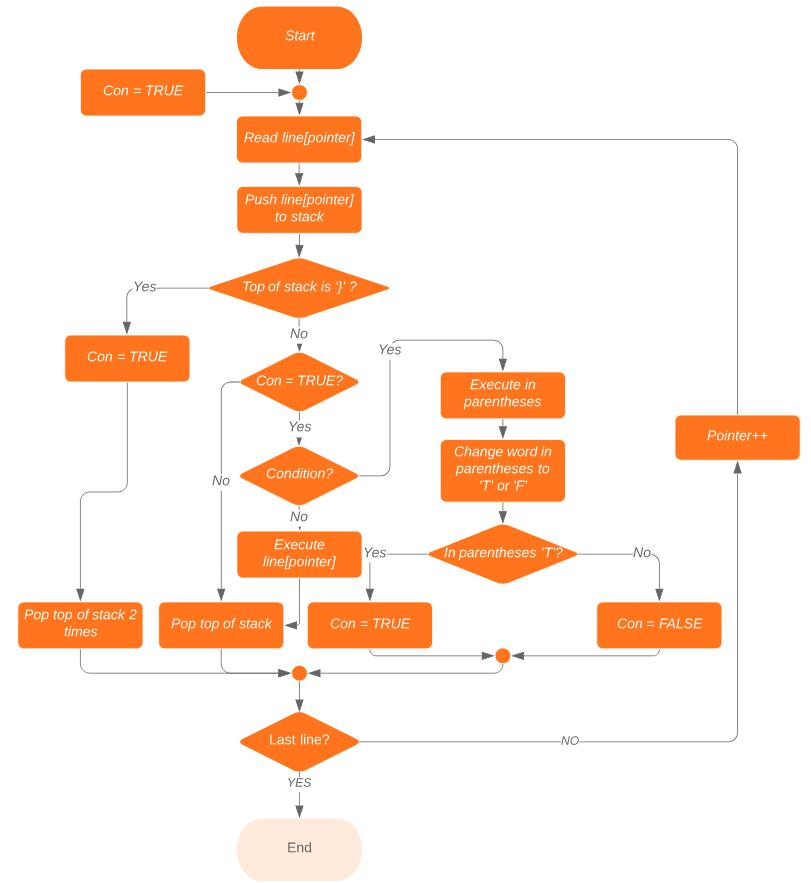 Start
Con = TRUE
Read line[pointer]
Push line[pointer]
to stack
Top of stack is '}' ?
Yes
No
Con = TRUE
Con = TRUE?
Yes
Execute in
parentheses
Yes
Pointer++
Change word in
parentheses to
'T' or 'F'
Condition?
No
No
Execute
line[pointer]
In parentheses 'T'?
Yes
No
Pop top of stack 2
times
Pop top of stack
Con = TRUE
Con = FALSE
Last line?
NO
YES
End